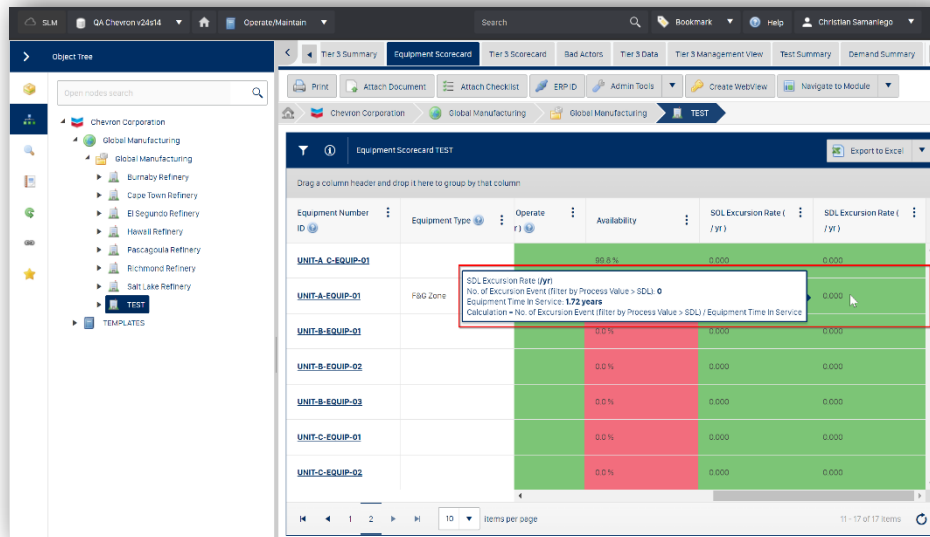 SLM QA Chevron v24s14 Operate/Maintain Search Bookmark Help Christian Samaniego
Object Tree
Open nodes search
Chevron Corporation
Global Manufacturing
Global Manufacturing
Burnaby Refinery
Cape Town Refinery
El Segundo Refinery
Hawaii Refinery
Pascagoula Refinery
Richmond Refinery
Salt Lake Refinery
TEST
TEMPLATES
Tier 3 Summary Equipment Scorecard Tier 3 Scorecard Bad Actors Tier 3 Data Tier 3 Management View Test Summary Demand Summary
Print Attach Document Attach Checklist ERP ID Admin Tools Create WebView Navigate to Module
Chevron Corporation Global Manufacturing Global Manufacturing TEST
Equipment Scorecard TEST Export to Excel
Drag a column header and drop it here to group by that column
Equipment Number Operate SOL Excursion Rate ( SDL Excursion Rate (
Equipment Type Availability
ID r ) / yr ) / yr )
UNIT-A C-EQUIP-01 99.8 % 0.000 0.000
SDL Excursion Rate (/yr)
No. of Excursion Event (filter by Process Value > SDL): 0
UNIT-A-EQUIP-01 F&G Zone 0.000
Equipment Time In Service: 1.72 years
Calculation = No. of Excursion Event (filter by Process Value > SDL) / Equipment Time In Service
UNIT-B-EQUIP-01 0.0 % 0.000 0.000
UNIT-B-EQUIP-02 0.0 % 0.000 0.000
UNIT-B-EQUIP-03 0.0 % 0.000 0.000
UNIT-C-EQUIP-01 0.0 % 0.000 0.000
UNIT-C-EQUIP-02 0.0 % 0.000 0.000
1 2 10 items per page 11 - 17 of 17 items